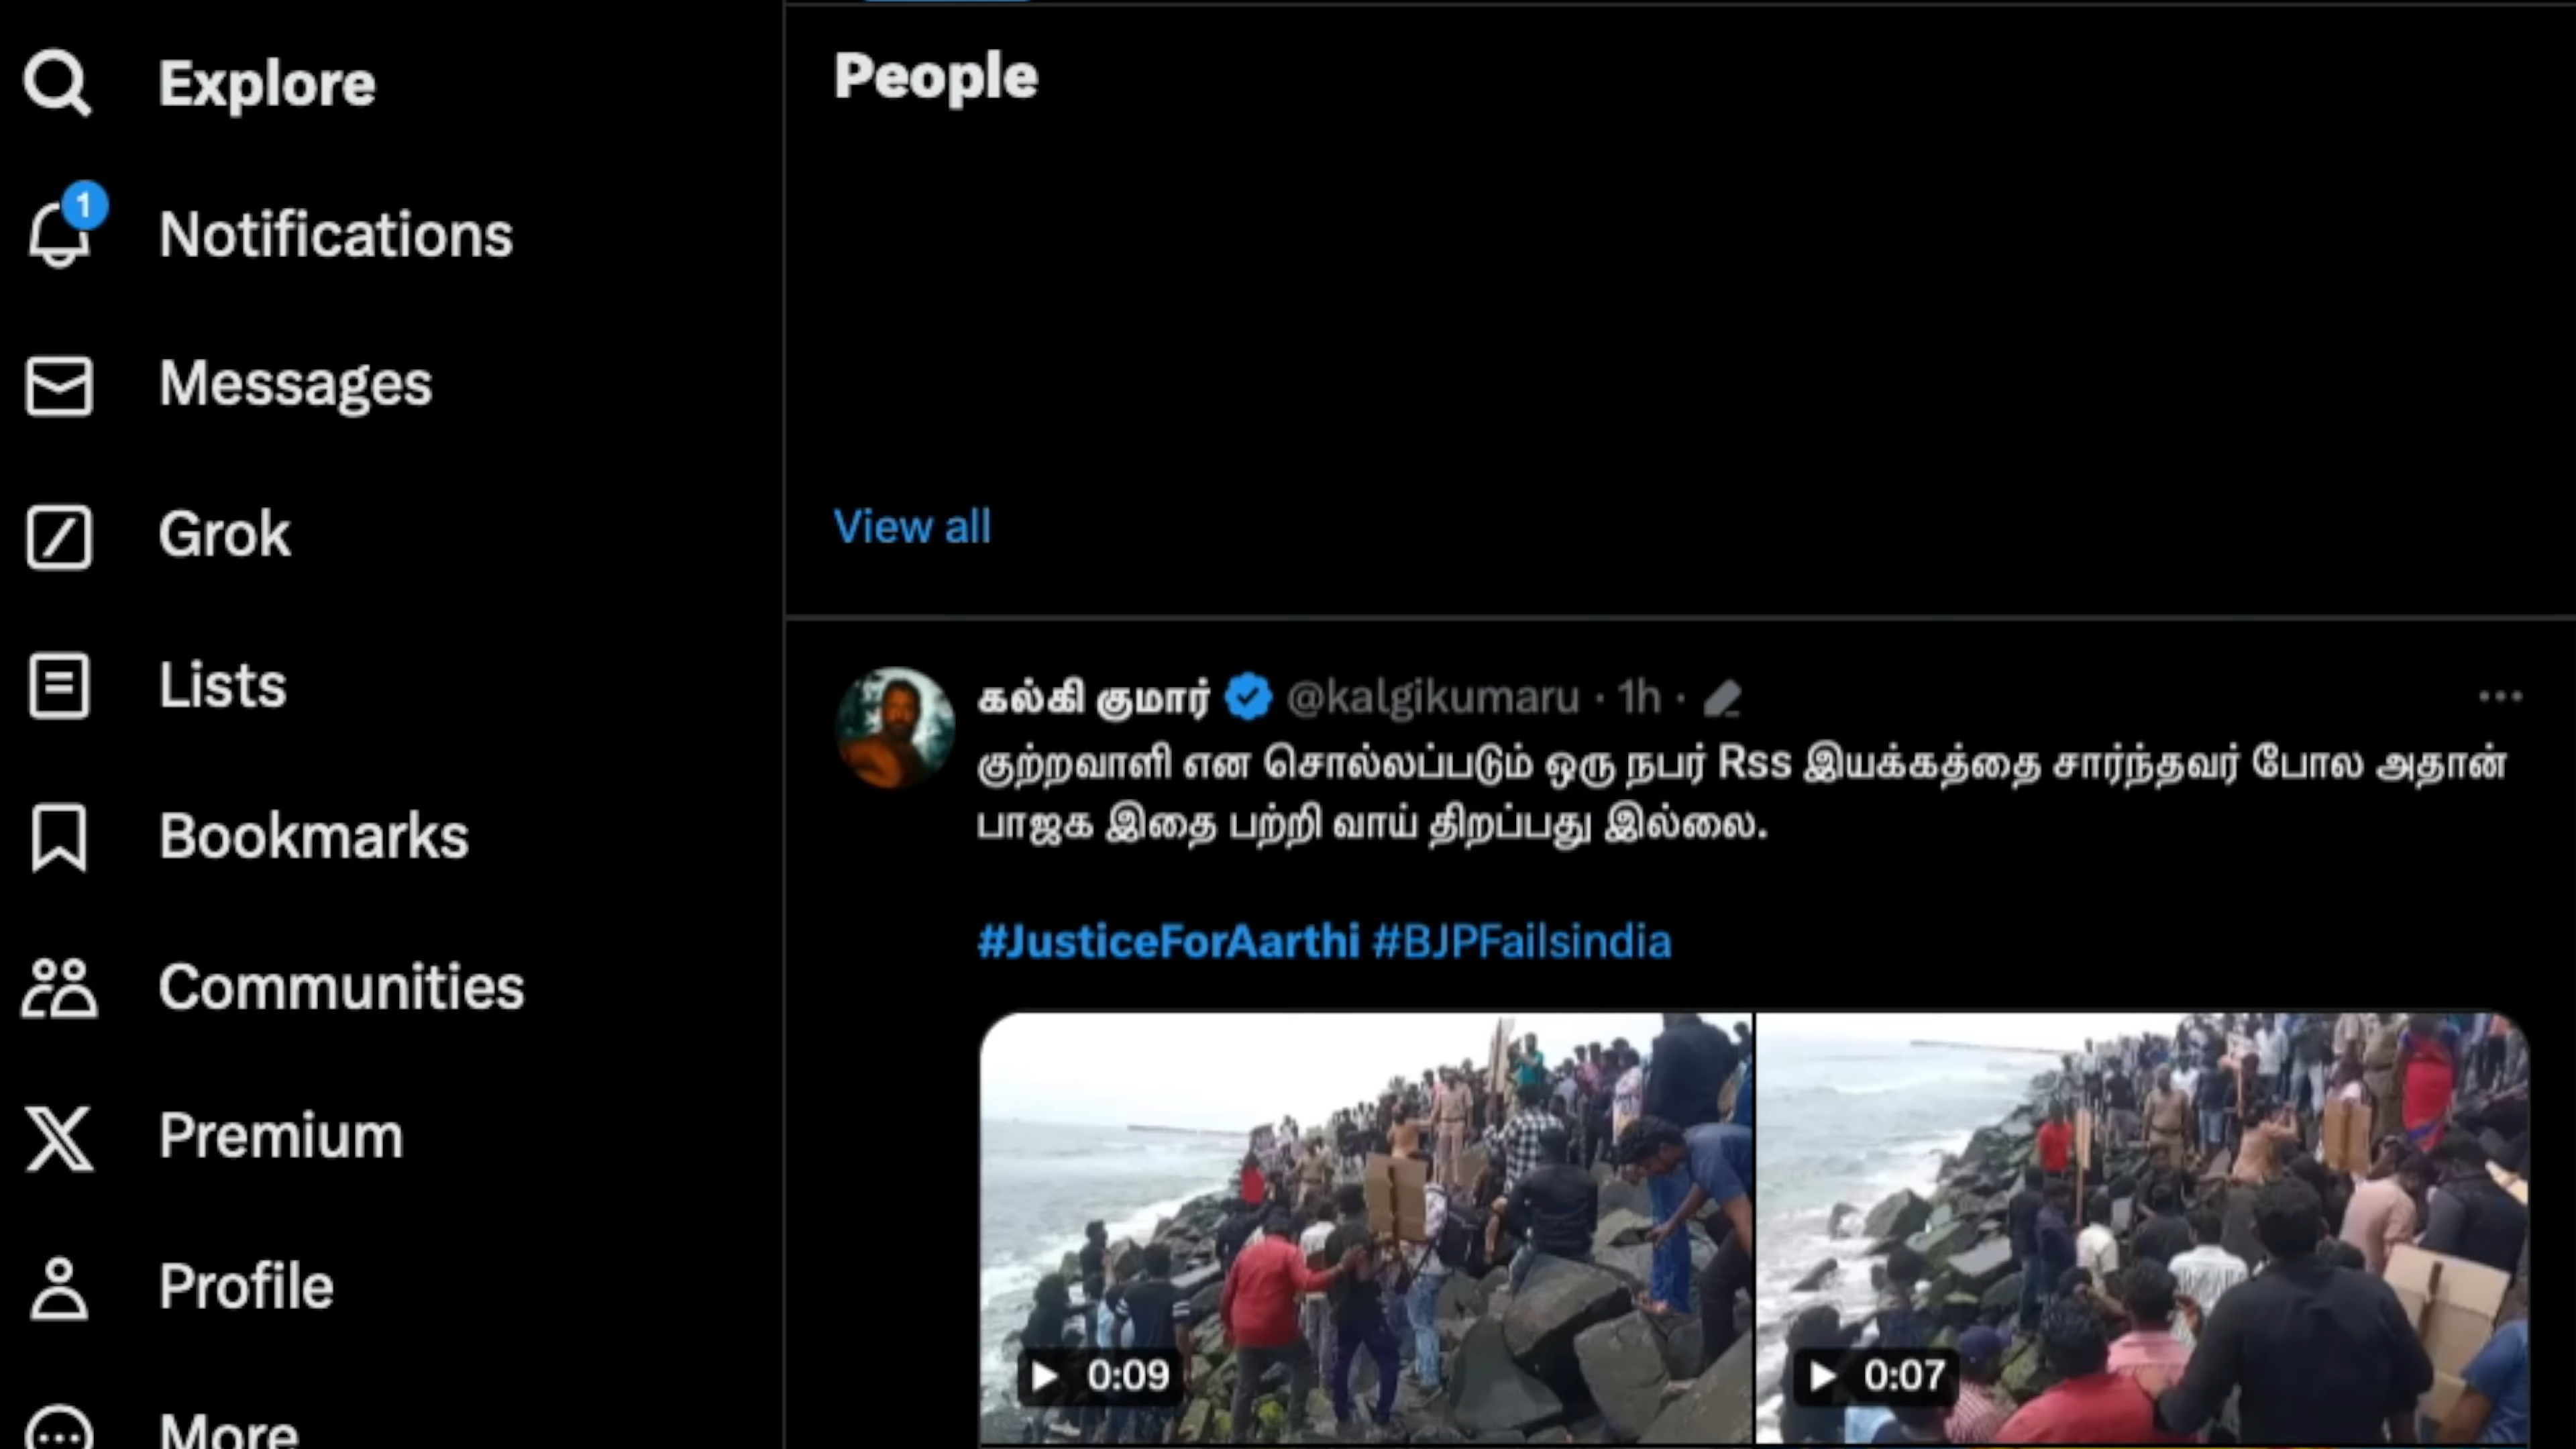 Explore
1
Notifications
Messages
Grok
Lists
Bookmarks
Communities
Premium
Profile
More
People
View all
கல்கி குமார் @kalgikumaru · 1h ·
குற்றவாளி என சொல்லப்படும் ஒரு நபர் Rss இயக்கத்தை சார்ந்தவர் போல அதான்
பாஜக இதை பற்றி வாய் திறப்பது இல்லை.
#JusticeForAarthi #BJPFailsindia
0:09
0:07